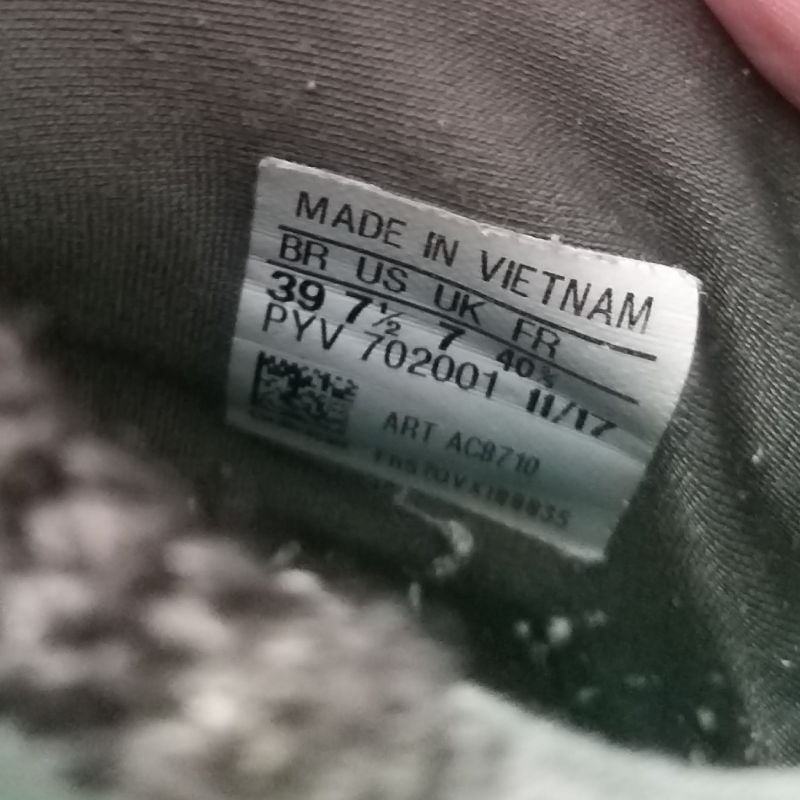 MADE IN VIETNAM
BR US UK FR
39 7½ 7 40⅔
PYV 702001 11/17
ART AC8710